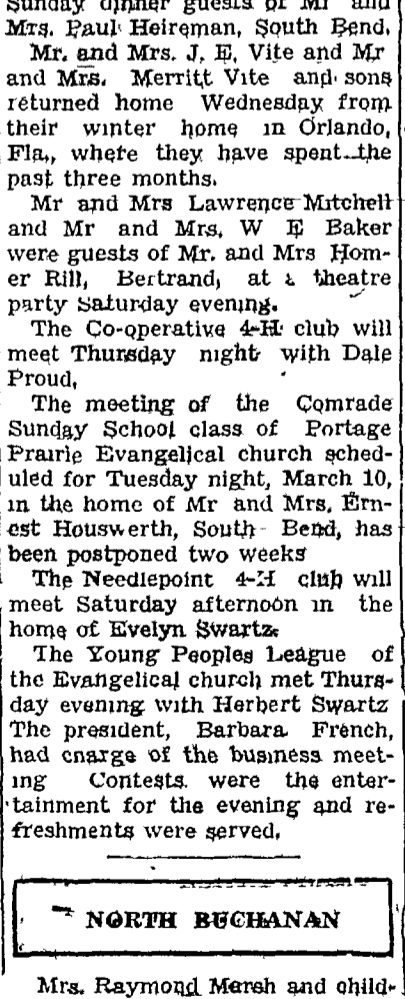 Sunday dinner guests of Mr and
Mrs. Paul Heireman, South Bend.
Mr. and Mrs. J. E. Vite and Mr
and Mrs. Merritt Vite and sons
returned home Wednesday from
their winter home in Orlando,
Fla., where they have spent the
past three months.
Mr and Mrs Lawrence Mitchell
and Mr and Mrs. W E Baker
were guests of Mr. and Mrs Hom-
er Rill, Bertrand, at a theatre
party Saturday evening.
The Co-operative 4-H club will
meet Thursday night with Dale
Proud.
The meeting of the Comrade
Sunday School class of Portage
Prairie Evangelical church sched-
uled for Tuesday night, March 10,
in the home of Mr and Mrs. Ern-
est Houswerth, South Bend, has
been postponed two weeks
The Needlepoint 4-H club will
meet Saturday afternoon in the
home of Evelyn Swartz.
The Young Peoples League of
the Evangelical church met Thurs-
day evening with Herbert Swartz
The president, Barbara French,
had charge of the business meet-
ing Contests were the enter-
tainment for the evening and re-
freshments were served.
NORTH BUCHANAN
Mrs. Raymond Mersh and child-